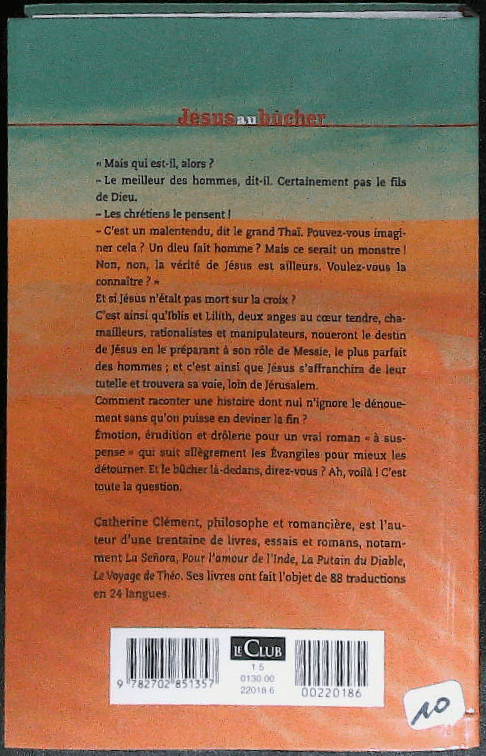 Jésus au bûcher
« Mais qui est-il, alors ?
– Le meilleur des hommes, dit-il. Certainement pas le fils
de Dieu.
– Les chrétiens le pensent !
– C'est un malentendu, dit le grand Thaï. Pouvez-vous imagi-
ner cela ? Un dieu fait homme ? Mais ce serait un monstre !
Non, non, la vérité de Jésus est ailleurs. Voulez-vous la
connaître ? »
Et si Jésus n'était pas mort sur la croix ?
C'est ainsi qu'Iblis et Lilith, deux anges au cœur tendre, cha-
mailleurs, rationalistes et manipulateurs, noueront le destin
de Jésus en le préparant à son rôle de Messie, le plus parfait
des hommes ; et c'est ainsi que Jésus s'affranchira de leur
tutelle et trouvera sa voie, loin de Jérusalem.
Comment raconter une histoire dont nul n'ignore le dénoue-
ment sans qu'on puisse en deviner la fin ?
Émotion, érudition et drôlerie pour un vrai roman « à sus-
pense » qui suit allègrement les Évangiles pour mieux les
détourner. Et le bûcher là-dedans, direz-vous ? Ah, voilà ! C'est
toute la question.
Catherine Clément, philosophe et romancière, est l'au-
teur d'une trentaine de livres, essais et romans, notam-
ment La Señora, Pour l'amour de l'Inde, La Putain du Diable,
Le Voyage de Théo. Ses livres ont fait l'objet de 88 traductions
en 24 langues.
LE CLUB
1 5
0130.00
22018 6
9 782702 851357
00220186
10